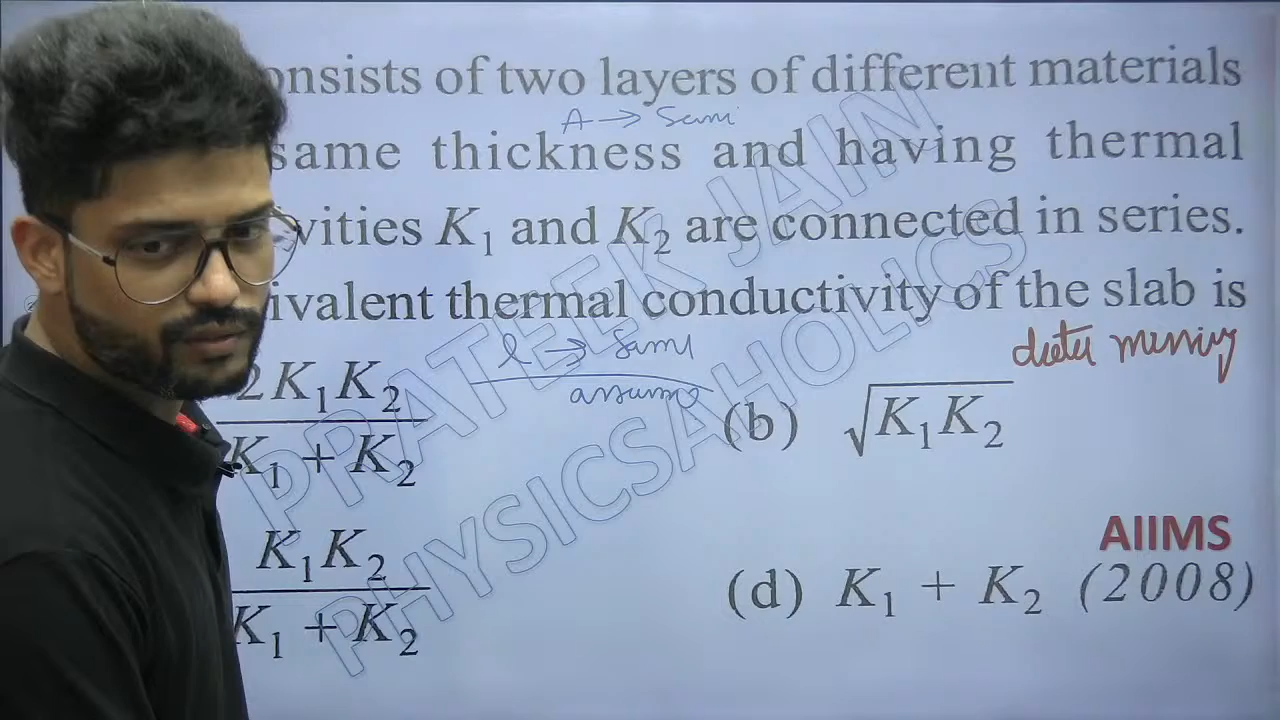 onsists of two layers of different materials
A → Sami
same thickness and having thermal
vities K₁ and K₂ are connected in series.
ivalent thermal conductivity of the slab is
l → Sami
assume
2K₁K₂
K₁ + K₂
(b) √K₁K₂
K₁K₂
K₁ + K₂
(d) K₁ + K₂
AIIMS
(2008)
PRATEEK JAIN
PHYSICSAHOLICS